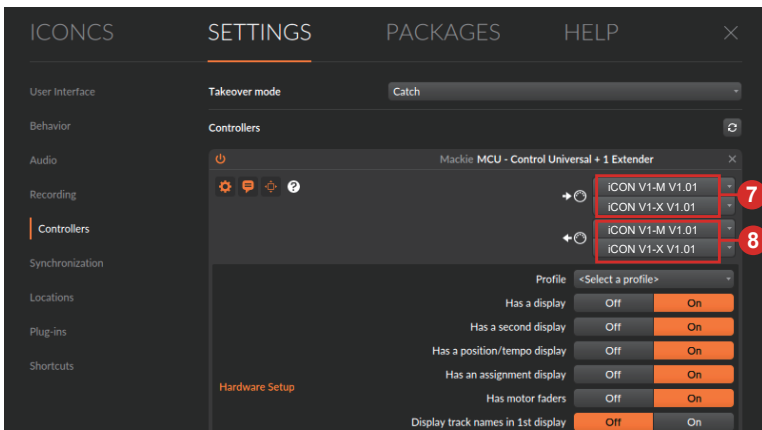 ICONCS SETTINGS PACKAGES HELP
User Interface
Takeover mode Catch
Behavior
Controllers
Audio
Mackie MCU - Control Universal + 1 Extender
Recording
iCON V1-M V1.01
iCON V1-X V1.01
7
Controllers
iCON V1-M V1.01
iCON V1-X V1.01
8
Synchronization
Locations
Plug-ins
Shortcuts
Hardware Setup
Profile <Select a profile>
Has a display Off On
Has a second display Off On
Has a position/tempo display Off On
Has an assignment display Off On
Has motor faders Off On
Display track names in 1st display Off On